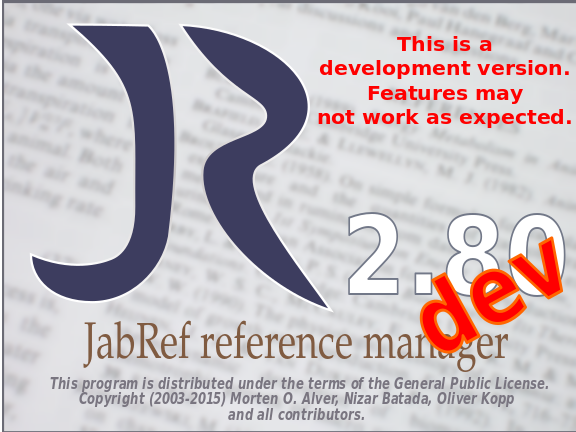 This is a
development version.
Features may
not work as expected.
JR
2.80
dev
JabRef reference manager
This program is distributed under the terms of the General Public License.
Copyright (2003-2015) Morten O. Alver, Nizar Batada, Oliver Kopp
and all contributors.